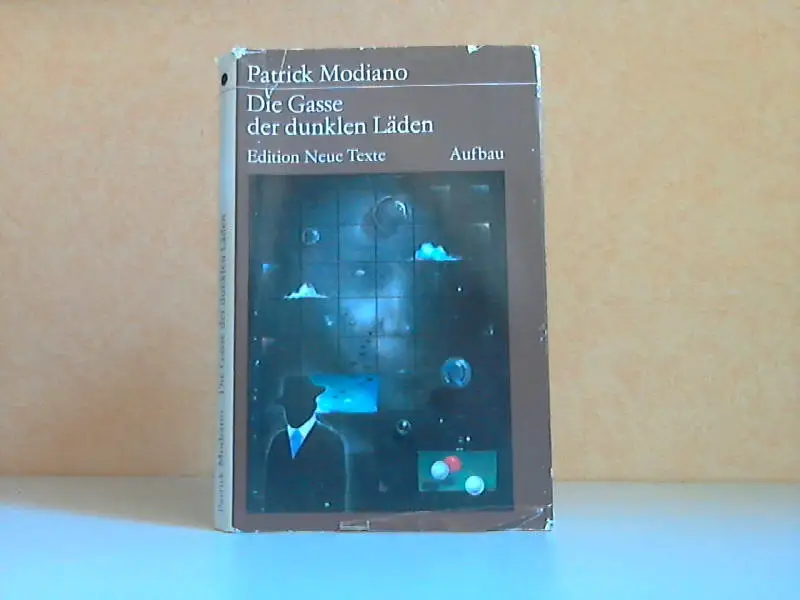 Patrick Modiano
Die Gasse
der dunklen Läden
Edition Neue Texte Aufbau
Patrick Modiano Die Gasse der dunklen Läden